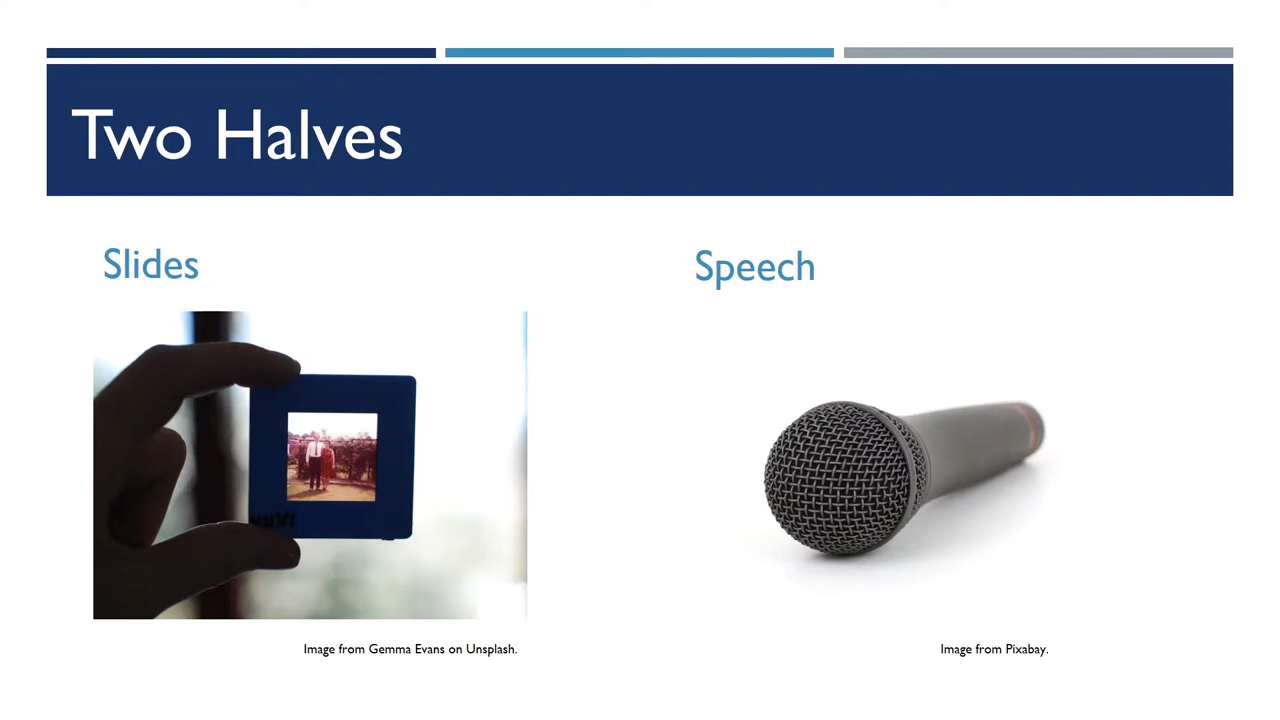 Two Halves
Slides
Speech
Image from Gemma Evans on Unsplash.
Image from Pixabay.